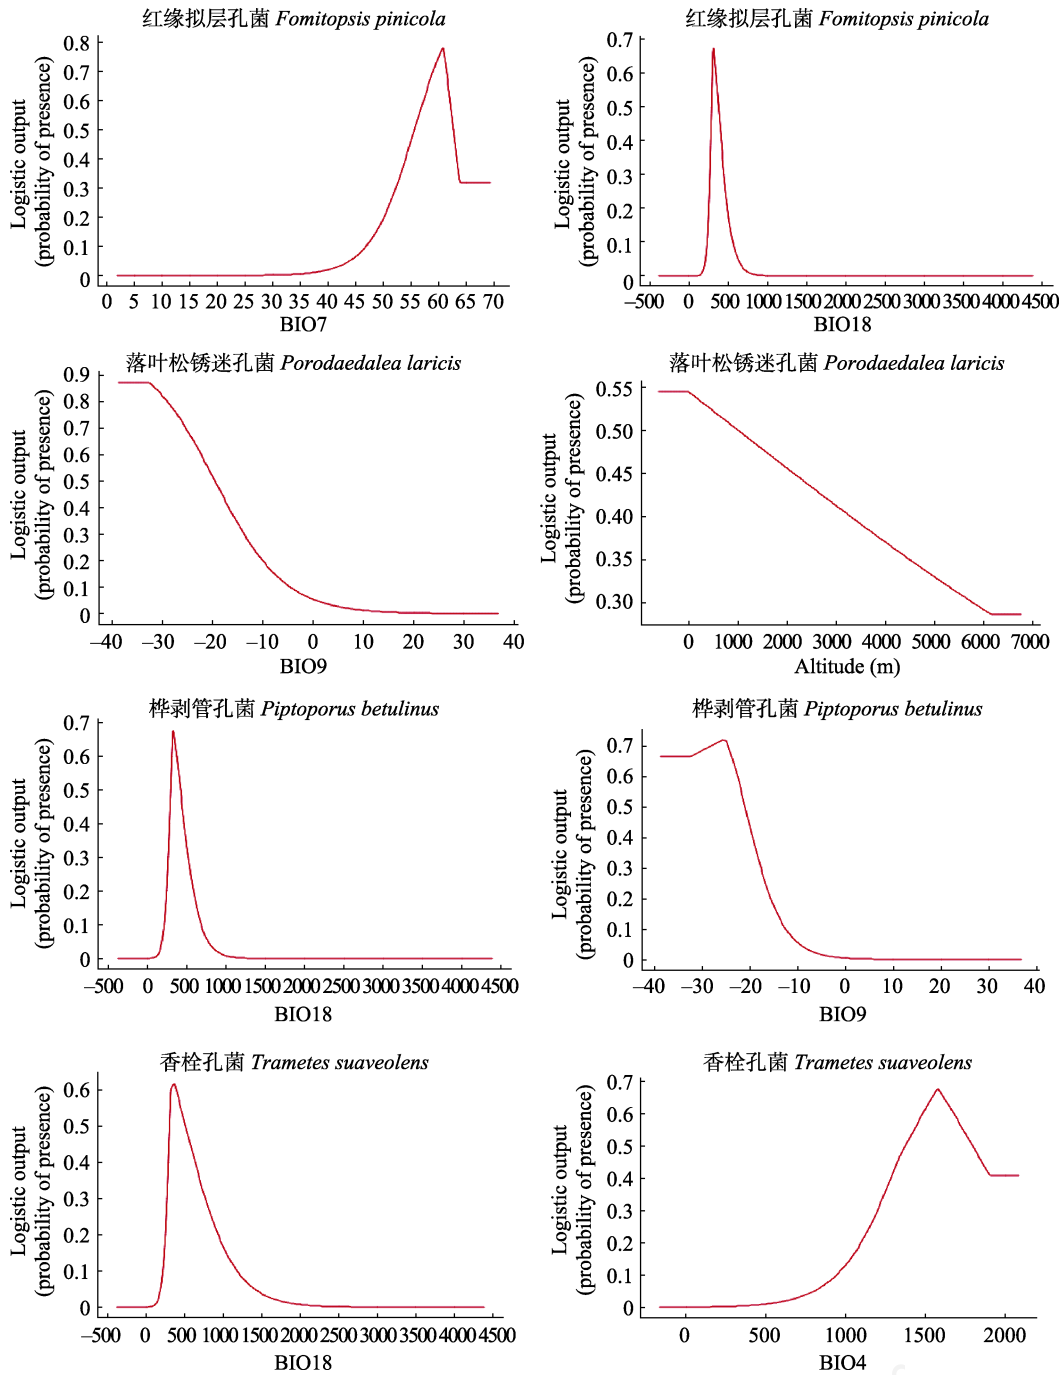 红缘拟层孔菌 Fomitopsis pinicola
Logistic output
(probability of presence)
0.8
0.7
0.6
0.5
0.4
0.3
0.2
0.1
0
0 5 10 15 20 25 30 35 40 45 50 55 60 65 70
BIO7
红缘拟层孔菌 Fomitopsis pinicola
Logistic output
(probability of presence)
0.7
0.6
0.5
0.4
0.3
0.2
0.1
0
–500 0 500 1000 1500 2000 2500 3000 3500 4000 4500
BIO18
落叶松锈迷孔菌 Porodaedalea laricis
Logistic output
(probability of presence)
0.9
0.8
0.7
0.6
0.5
0.4
0.3
0.2
0.1
0
–40 –30 –20 –10 0 10 20 30 40
BIO9
落叶松锈迷孔菌 Porodaedalea laricis
Logistic output
(probability of presence)
0.55
0.50
0.45
0.40
0.35
0.30
0 1000 2000 3000 4000 5000 6000 7000
Altitude (m)
桦剥管孔菌 Piptoporus betulinus
Logistic output
(probability of presence)
0.7
0.6
0.5
0.4
0.3
0.2
0.1
0
–500 0 500 1000 1500 2000 2500 3000 3500 4000 4500
BIO18
桦剥管孔菌 Piptoporus betulinus
Logistic output
(probability of presence)
0.7
0.6
0.5
0.4
0.3
0.2
0.1
0
–40 –30 –20 –10 0 10 20 30 40
BIO9
香栓孔菌 Trametes suaveolens
Logistic output
(probability of presence)
0.6
0.5
0.4
0.3
0.2
0.1
0
–500 0 500 1000 1500 2000 2500 3000 3500 4000 4500
BIO18
香栓孔菌 Trametes suaveolens
Logistic output
(probability of presence)
0.7
0.6
0.5
0.4
0.3
0.2
0.1
0
0 500 1000 1500 2000
BIO4